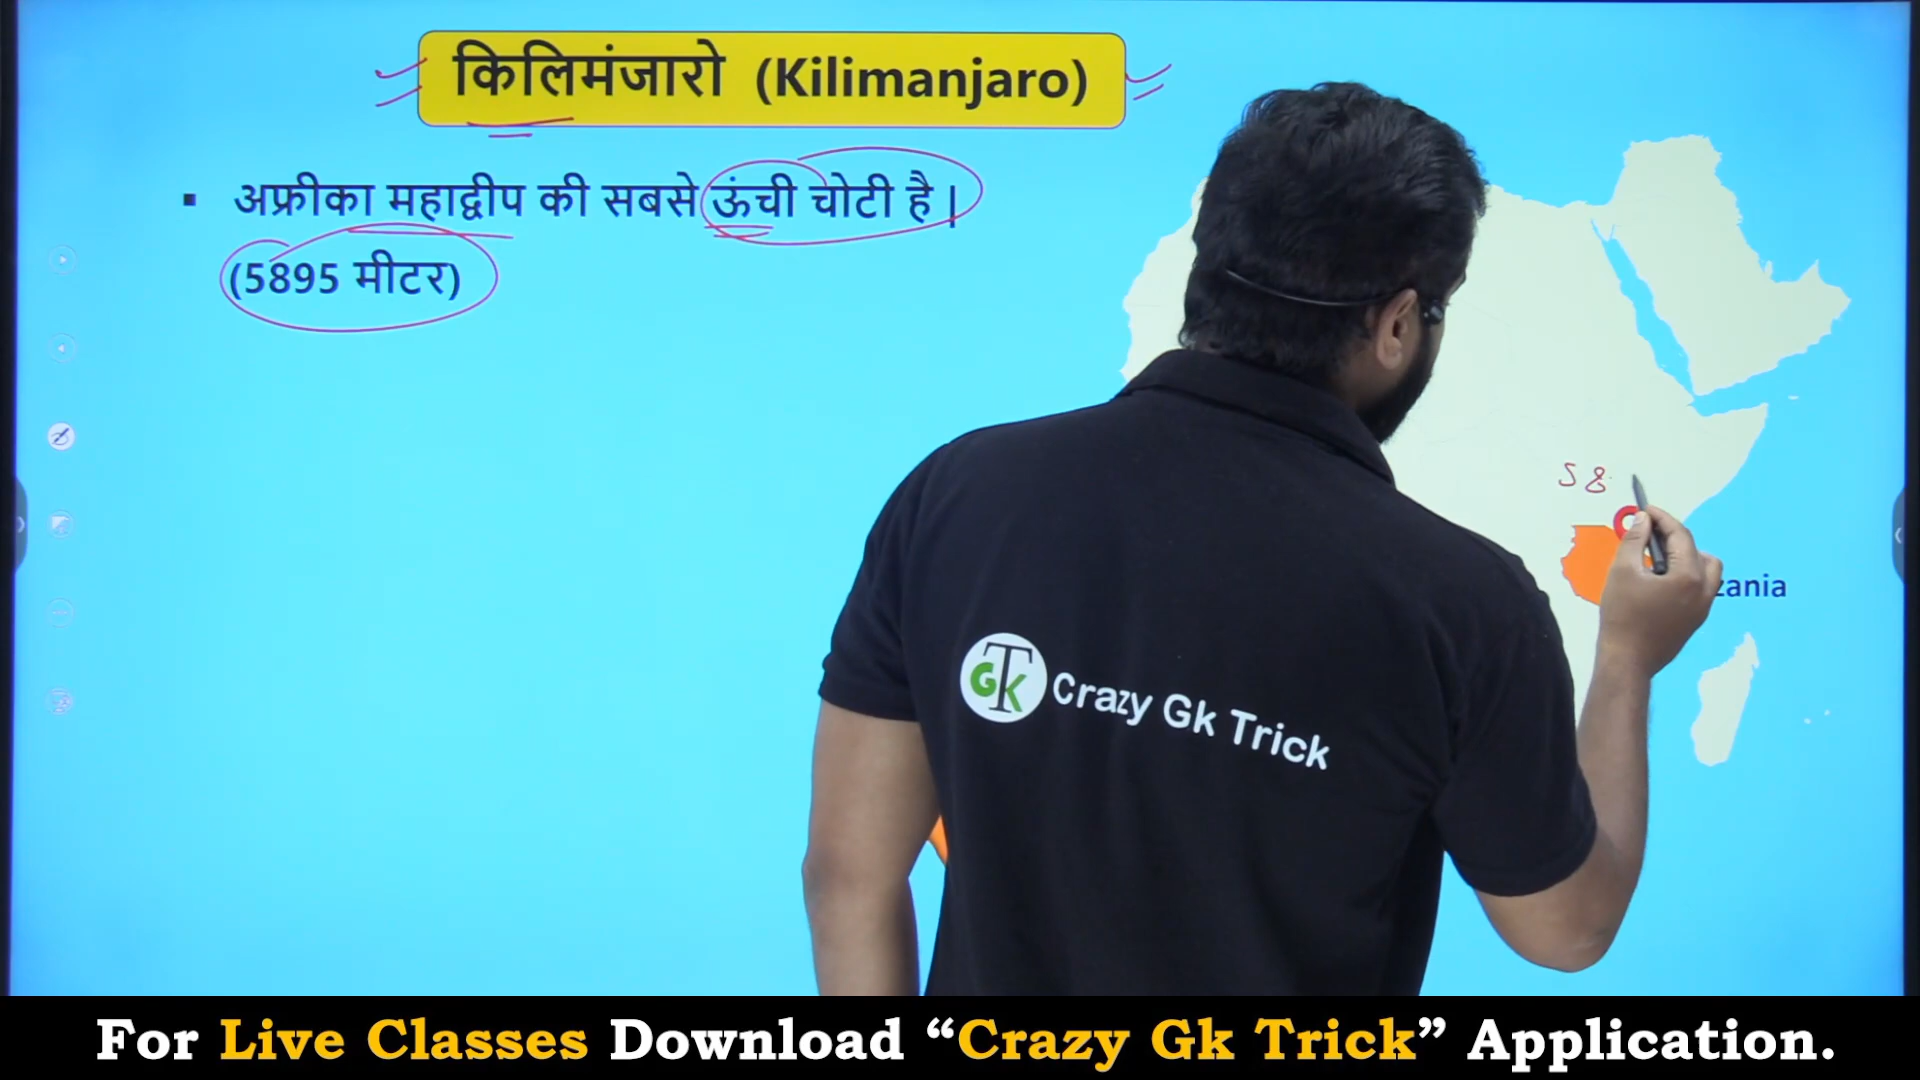 किलिमंजारो (Kilimanjaro)
▪ अफ्रीका महाद्वीप की सबसे ऊंची चोटी है |
(5895 मीटर)
58
zania
GTK Crazy Gk Trick
For Live Classes Download “Crazy Gk Trick” Application.